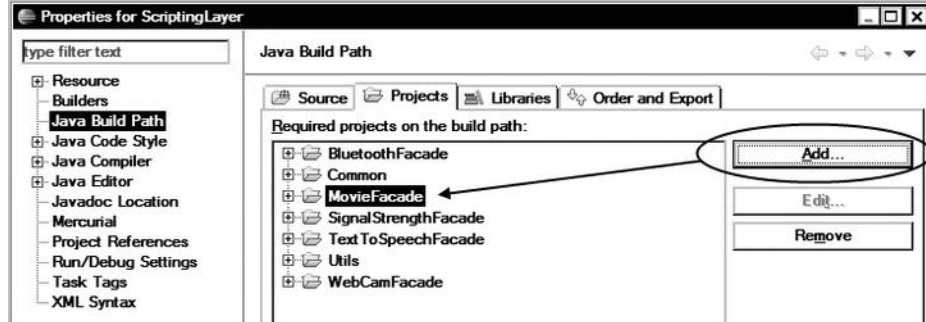 Properties for ScriptingLayer
type filter text
Resource
Builders
Java Build Path
Java Code Style
Java Compiler
Java Editor
Javadoc Location
Mercurial
Project References
Run/Debug Settings
Task Tags
XML Syntax
Java Build Path
Source Projects Libraries Order and Export
Required projects on the build path:
BluetoothFacade
Common
MovieFacade
SignalStrengthFacade
TextToSpeechFacade
Utils
WebCamFacade
Add...
Edit...
Remove